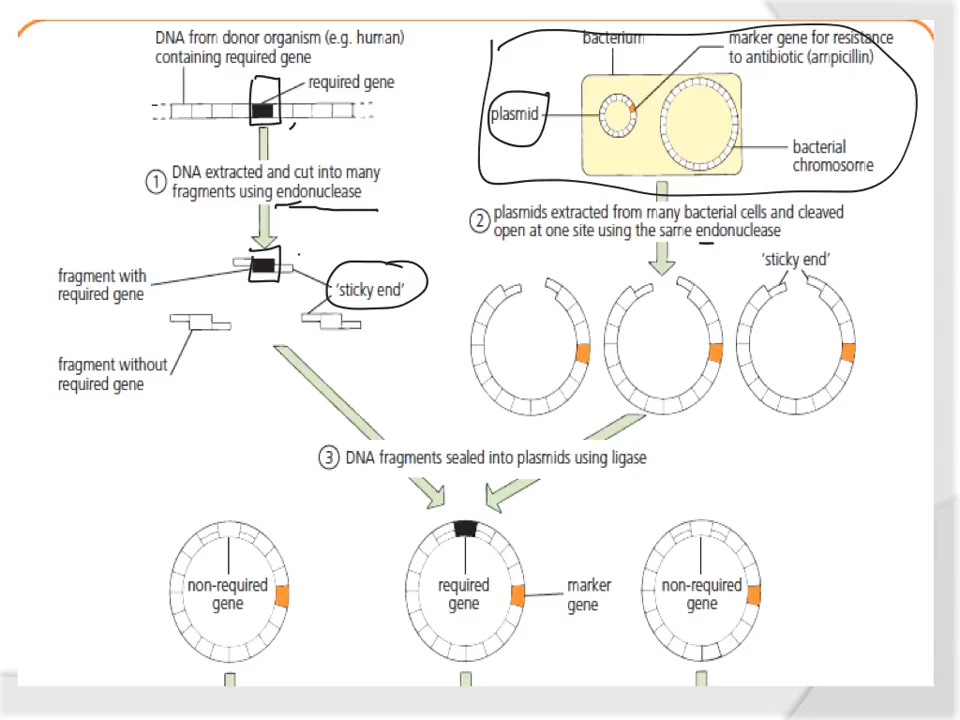 DNA from donor organism (e.g. human)
containing required gene
required gene
bacterium
marker gene for resistance
to antibiotic (ampicillin)
plasmid
bacterial
chromosome
1 DNA extracted and cut into many
fragments using endonuclease
2 plasmids extracted from many bacterial cells and cleaved
open at one site using the same endonuclease
fragment with
required gene
'sticky end'
'sticky end'
fragment without
required gene
3 DNA fragments sealed into plasmids using ligase
non-required
gene
required
gene
marker
gene
non-required
gene